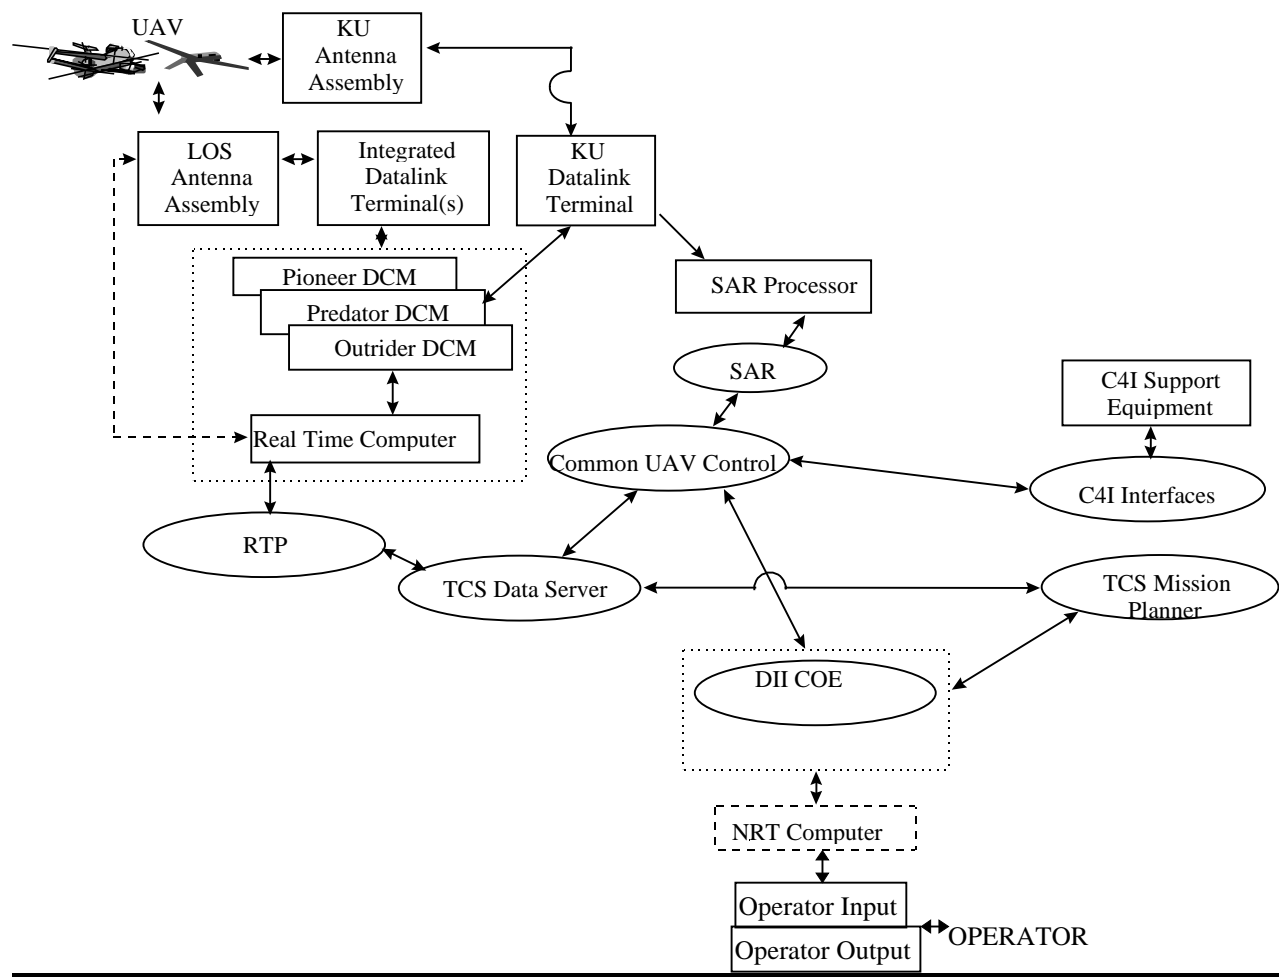 UAV
KU
Antenna
Assembly
LOS
Antenna
Assembly
Integrated
Datalink
Terminal(s)
KU
Datalink
Terminal
Pioneer DCM
Predator DCM
Outrider DCM
Real Time Computer
SAR Processor
SAR
Common UAV Control
C4I Support
Equipment
C4I Interfaces
RTP
TCS Data Server
TCS Mission
Planner
DII COE
NRT Computer
Operator Input
Operator Output
OPERATOR